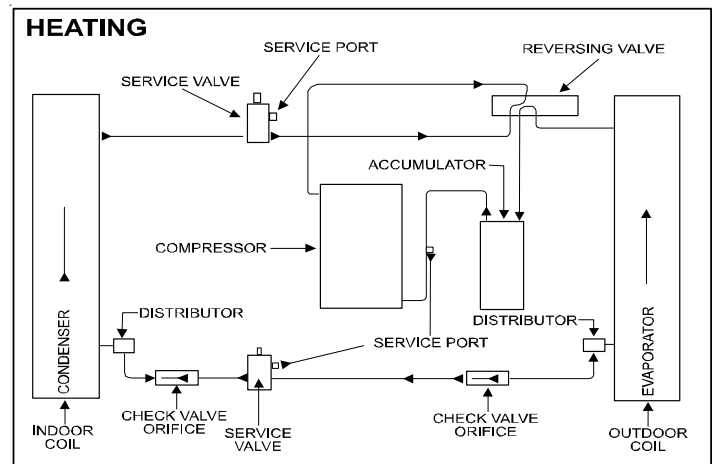 HEATING
SERVICE PORT
REVERSING VALVE
SERVICE VALVE
ACCUMULATOR
COMPRESSOR
CONDENSER
EVAPORATOR
DISTRIBUTOR
DISTRIBUTOR
SERVICE PORT
INDOOR
COIL
CHECK VALVE
ORIFICE
SERVICE
VALVE
CHECK VALVE
ORIFICE
OUTDOOR
COIL